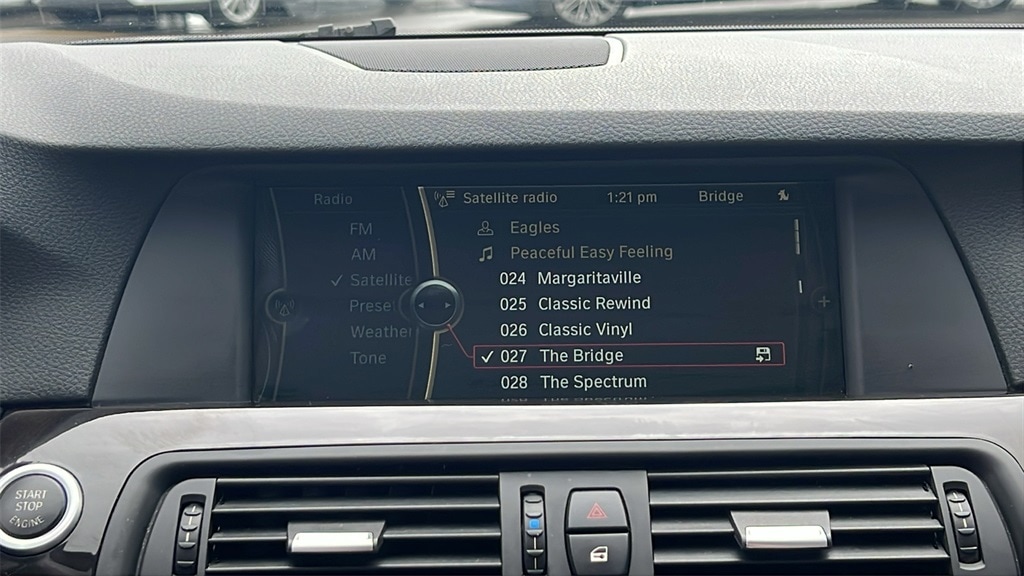 Radio
FM
AM
✓ Satellite
Preset
Weather
Tone
Satellite radio 1:21 pm Bridge
Eagles
Peaceful Easy Feeling
024 Margaritaville
025 Classic Rewind
026 Classic Vinyl
✓ 027 The Bridge
028 The Spectrum
START
STOP
ENGINE